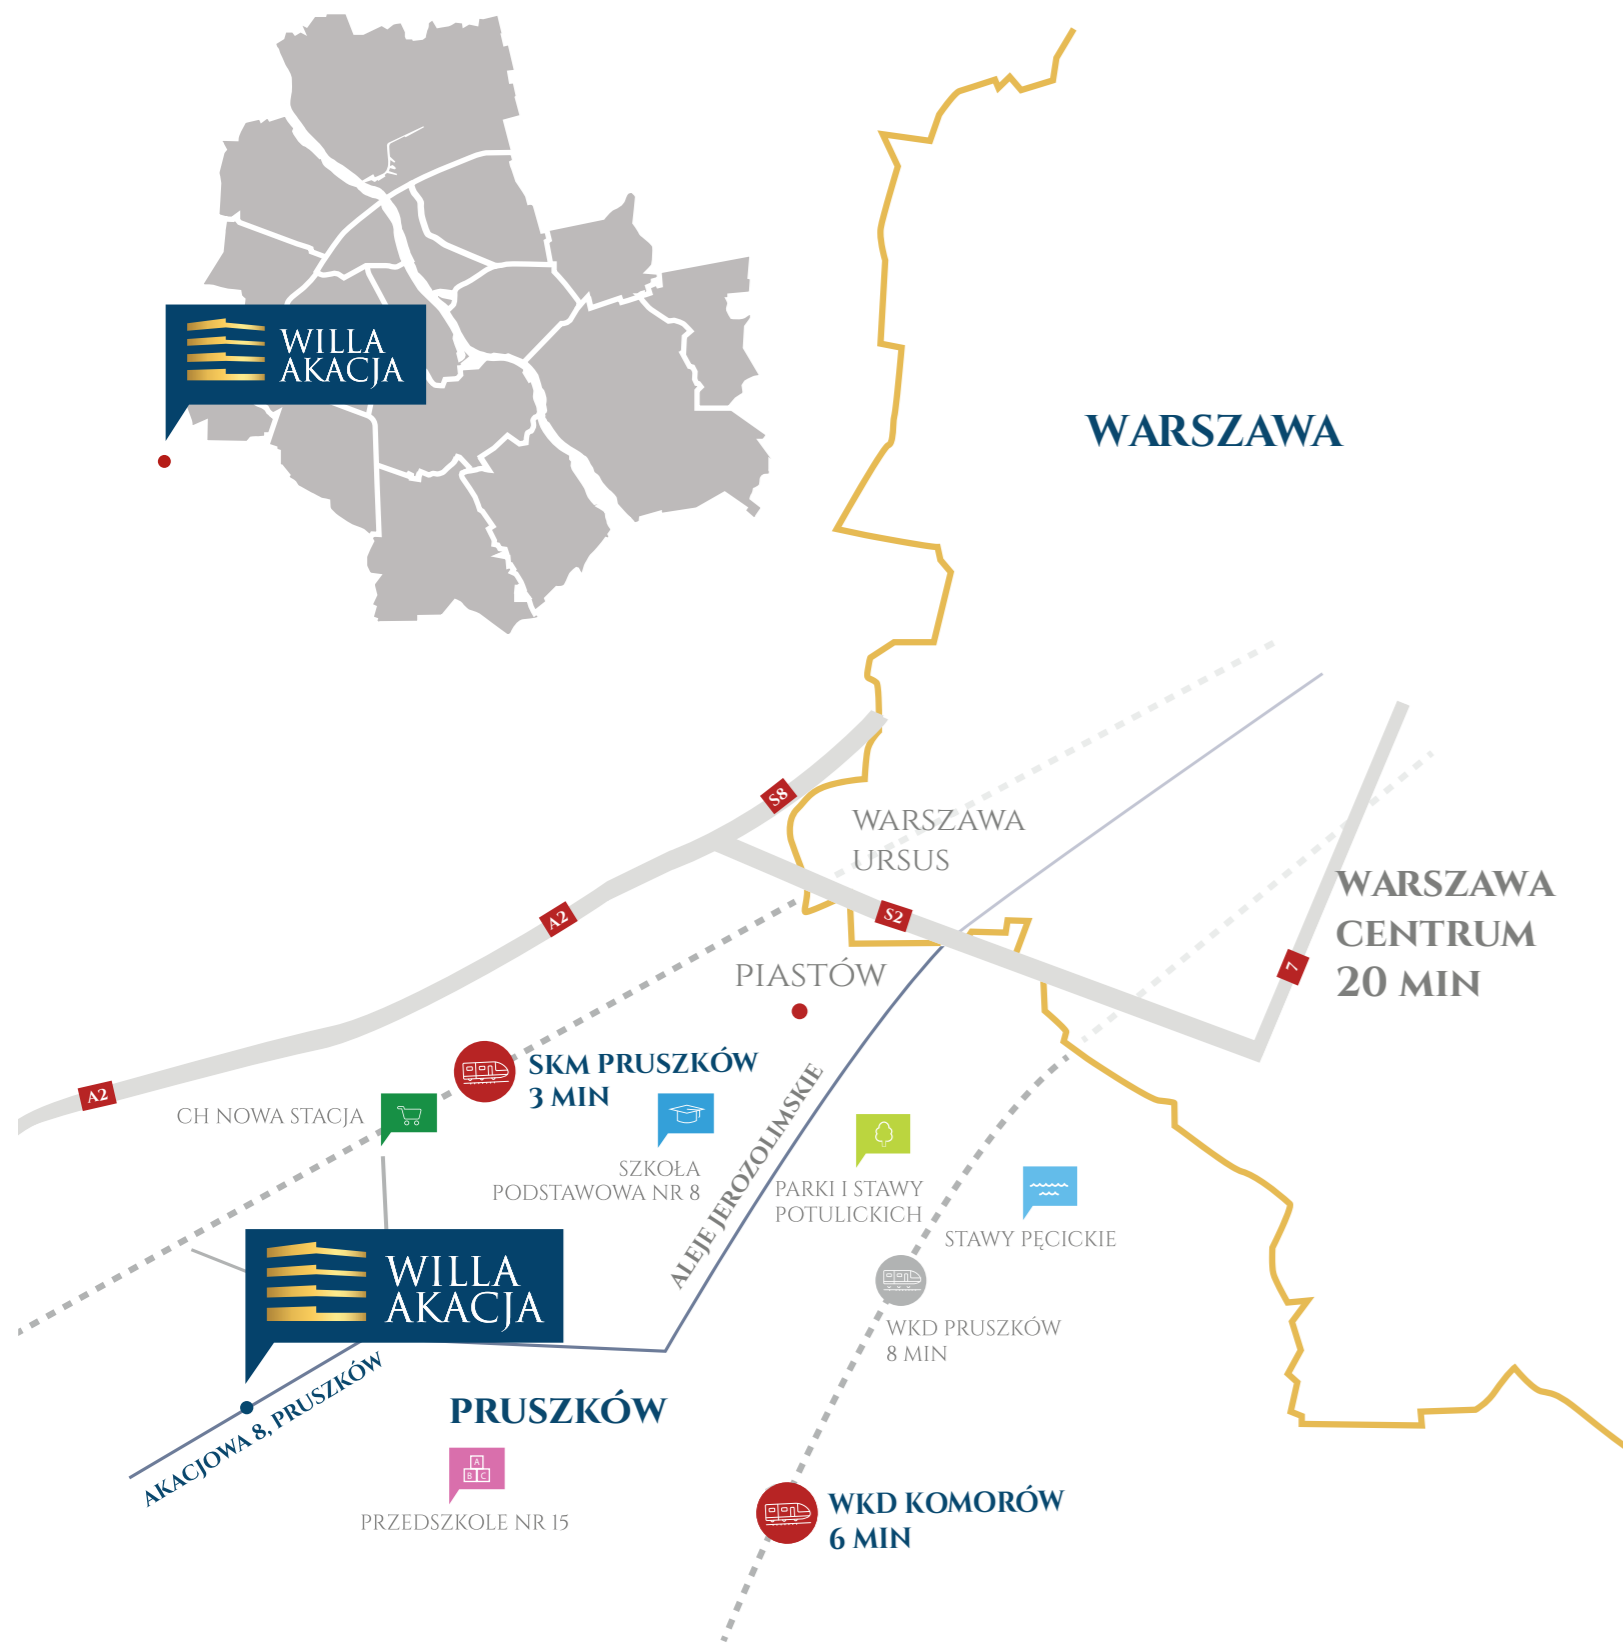 WILLA
AKACJA
WARSZAWA
S8
WARSZAWA
URSUS
WARSZAWA
CENTRUM
20 MIN
A2
S2
7
PIASTÓW
SKM PRUSZKÓW
3 MIN
A2
CH NOWA STACJA
ALEJE JEROZOLIMSKIE
SZKOŁA
PODSTAWOWA NR 8
PARKI I STAWY
POTULICKICH
STAWY PĘCICKIE
WILLA
AKACJA
WKD PRUSZKÓW
8 MIN
AKACJOWA 8, PRUSZKÓW
PRUSZKÓW
A
B C
PRZEDSZKOLE NR 15
WKD KOMORÓW
6 MIN